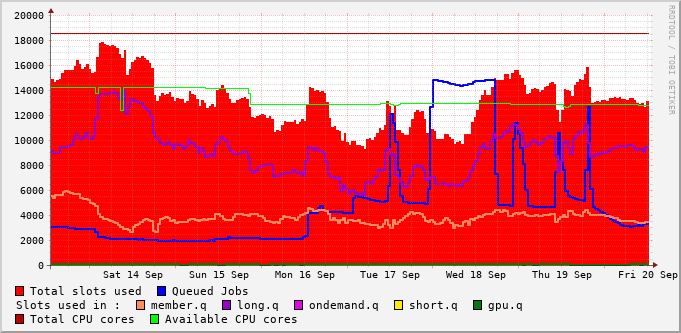 RRDTOOL / TOBI OETIKER
20000
18000
16000
14000
12000
10000
8000
6000
4000
2000
0
Sat 14 Sep Sun 15 Sep Mon 16 Sep Tue 17 Sep Wed 18 Sep Thu 19 Sep Fri 20 Sep
Total slots used Queued Jobs
Slots used in : member.q long.q ondemand.q short.q gpu.q
Total CPU cores Available CPU cores